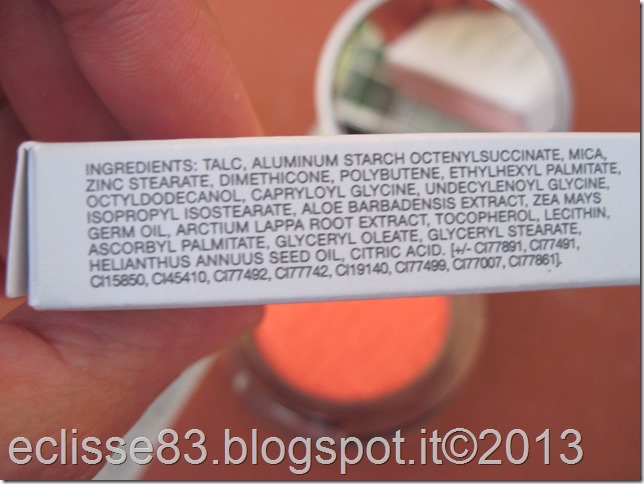 INGREDIENTS: TALC, ALUMINUM STARCH OCTENYLSUCCINATE, MICA,
ZINC STEARATE, DIMETHICONE, POLYBUTENE, ETHYLHEXYL PALMITATE,
OCTYLDODECANOL, CAPRYLOYL GLYCINE, UNDECYLENOYL GLYCINE,
ISOPROPYL ISOSTEARATE, ALOE BARBADENSIS EXTRACT, ZEA MAYS
GERM OIL, ARCTIUM LAPPA ROOT EXTRACT, TOCOPHEROL, LECITHIN,
ASCORBYL PALMITATE, GLYCERYL OLEATE, GLYCERYL STEARATE,
HELIANTHUS ANNUUS SEED OIL, CITRIC ACID. [+/- CI77891, CI77491,
CI15850, CI45410, CI77492, CI77742, CI19140, CI77499, CI77007, CI77861].
eclisse83.blogspot.it©2013